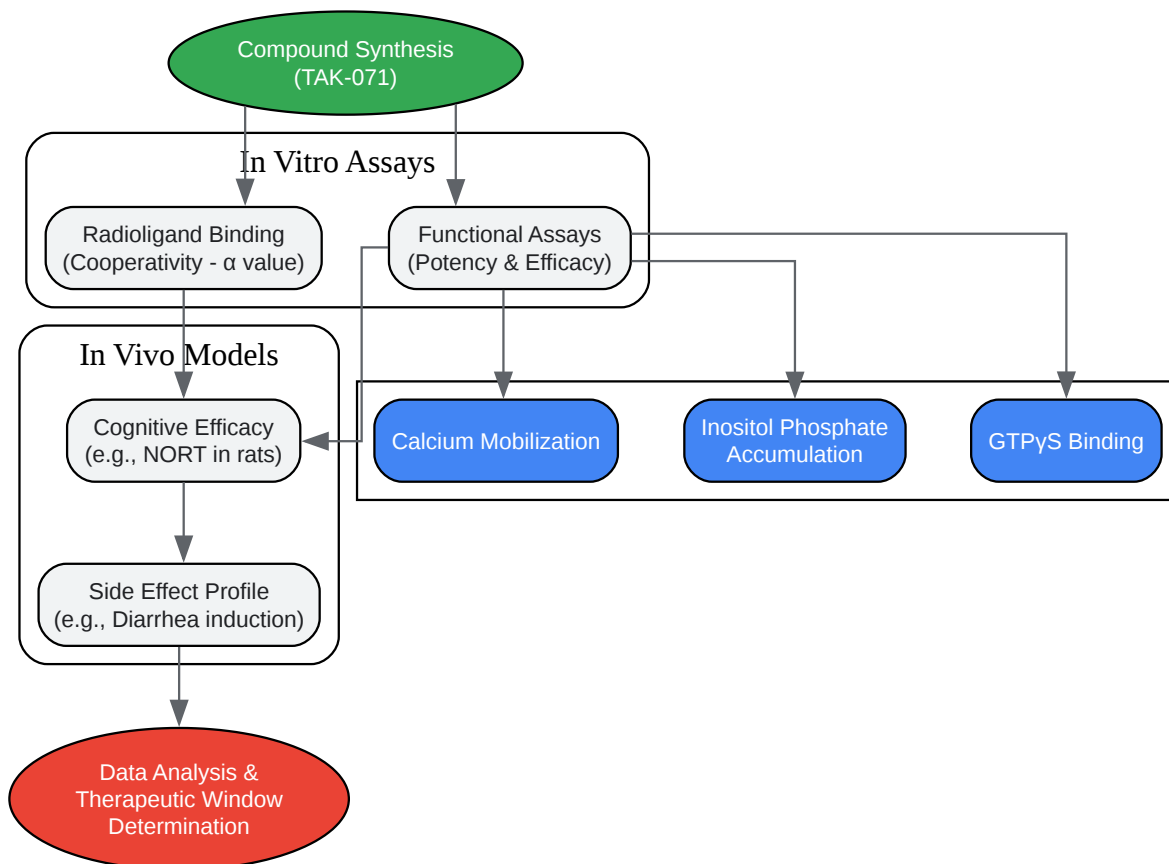 Compound Synthesis
(TAK-071)
In Vitro Assays
Radioligand Binding
(Cooperativity - α value)
Functional Assays
(Potency & Efficacy)
In Vivo Models
Cognitive Efficacy
(e.g., NORT in rats)
Calcium Mobilization
Inositol Phosphate
Accumulation
GTPγS Binding
Side Effect Profile
(e.g., Diarrhea induction)
Data Analysis &
Therapeutic Window
Determination